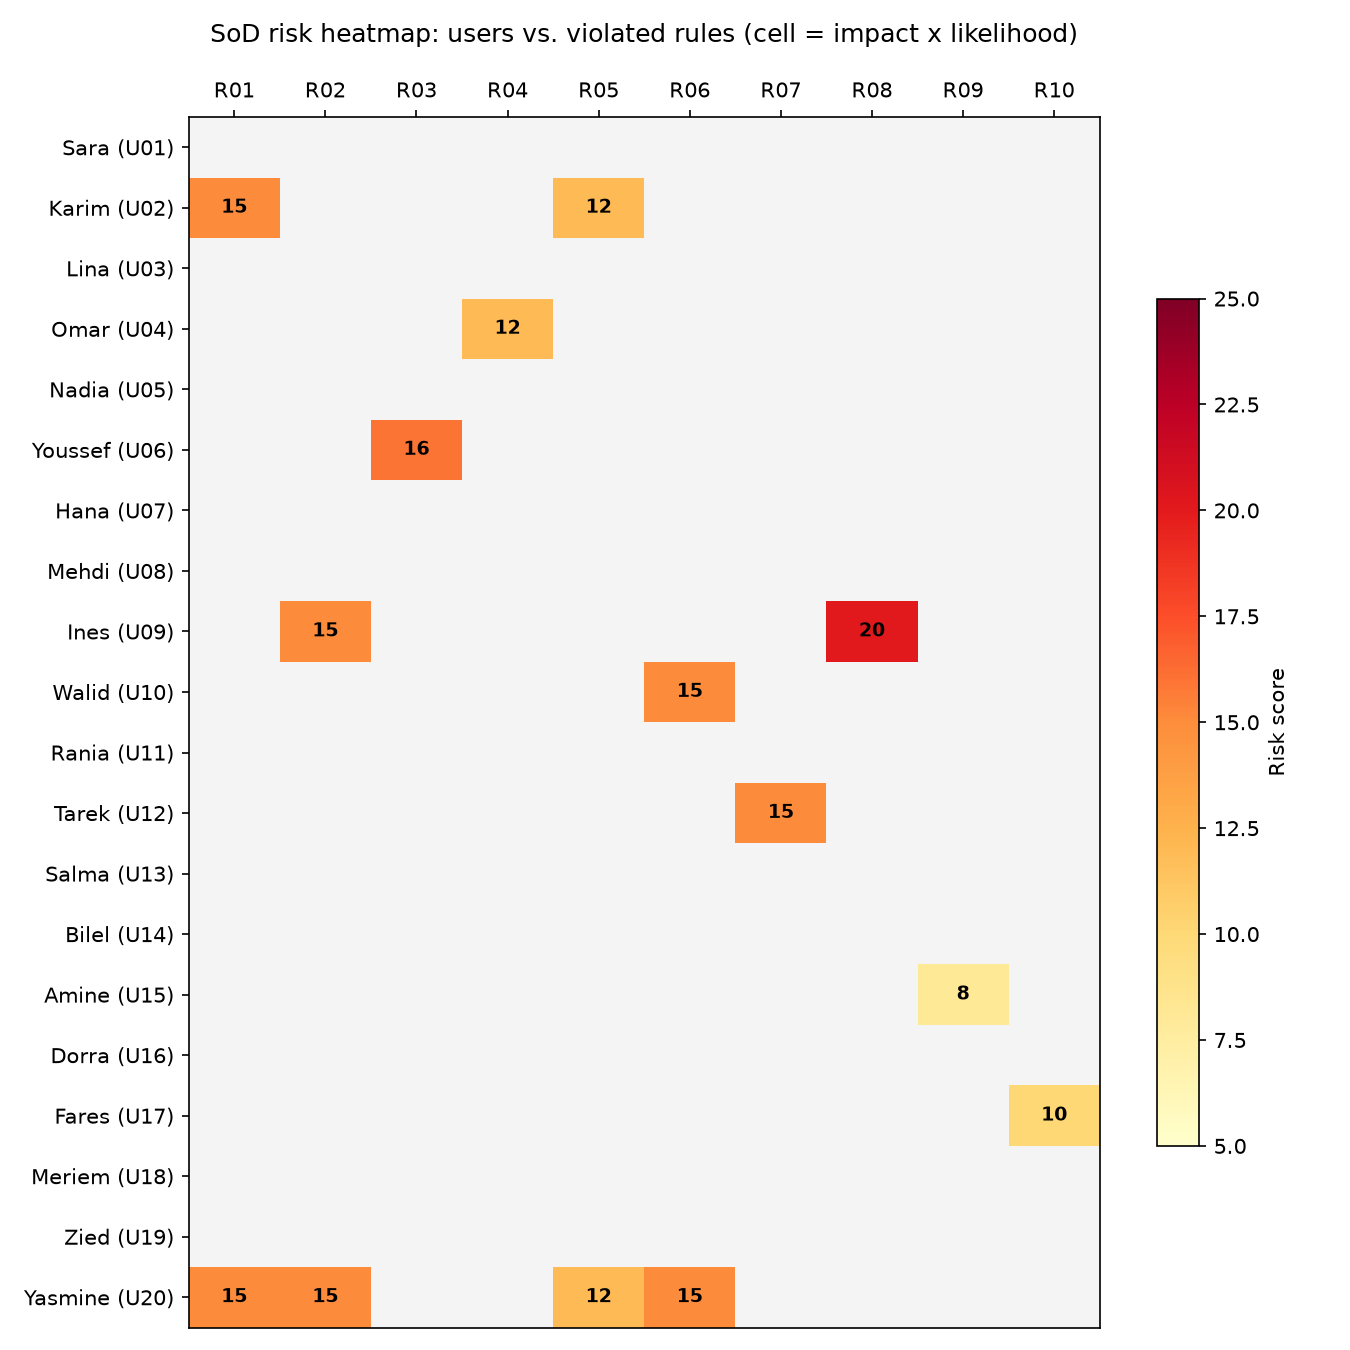 SoD risk heatmap: users vs. violated rules (cell = impact x likelihood)
R01 R02 R03 R04 R05 R06 R07 R08 R09 R10
Sara (U01)
Karim (U02) 15 12
Lina (U03)
Omar (U04) 12
Nadia (U05)
Youssef (U06) 16
Hana (U07)
Mehdi (U08)
Ines (U09) 15 20
Walid (U10) 15
Rania (U11)
Tarek (U12) 15
Salma (U13)
Bilel (U14)
Amine (U15) 8
Dorra (U16)
Fares (U17) 10
Meriem (U18)
Zied (U19)
Yasmine (U20) 15 15 12 15
25.0
22.5
20.0
17.5
15.0
12.5
10.0
7.5
5.0
Risk score